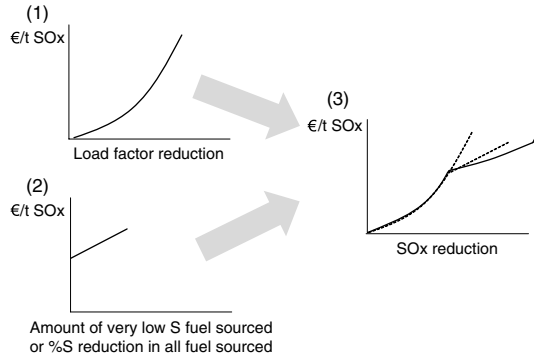 (1)
€/t SOx
Load factor reduction
(2)
€/t SOx
Amount of very low S fuel sourced
or %S reduction in all fuel sourced
(3)
€/t SOx
SOx reduction